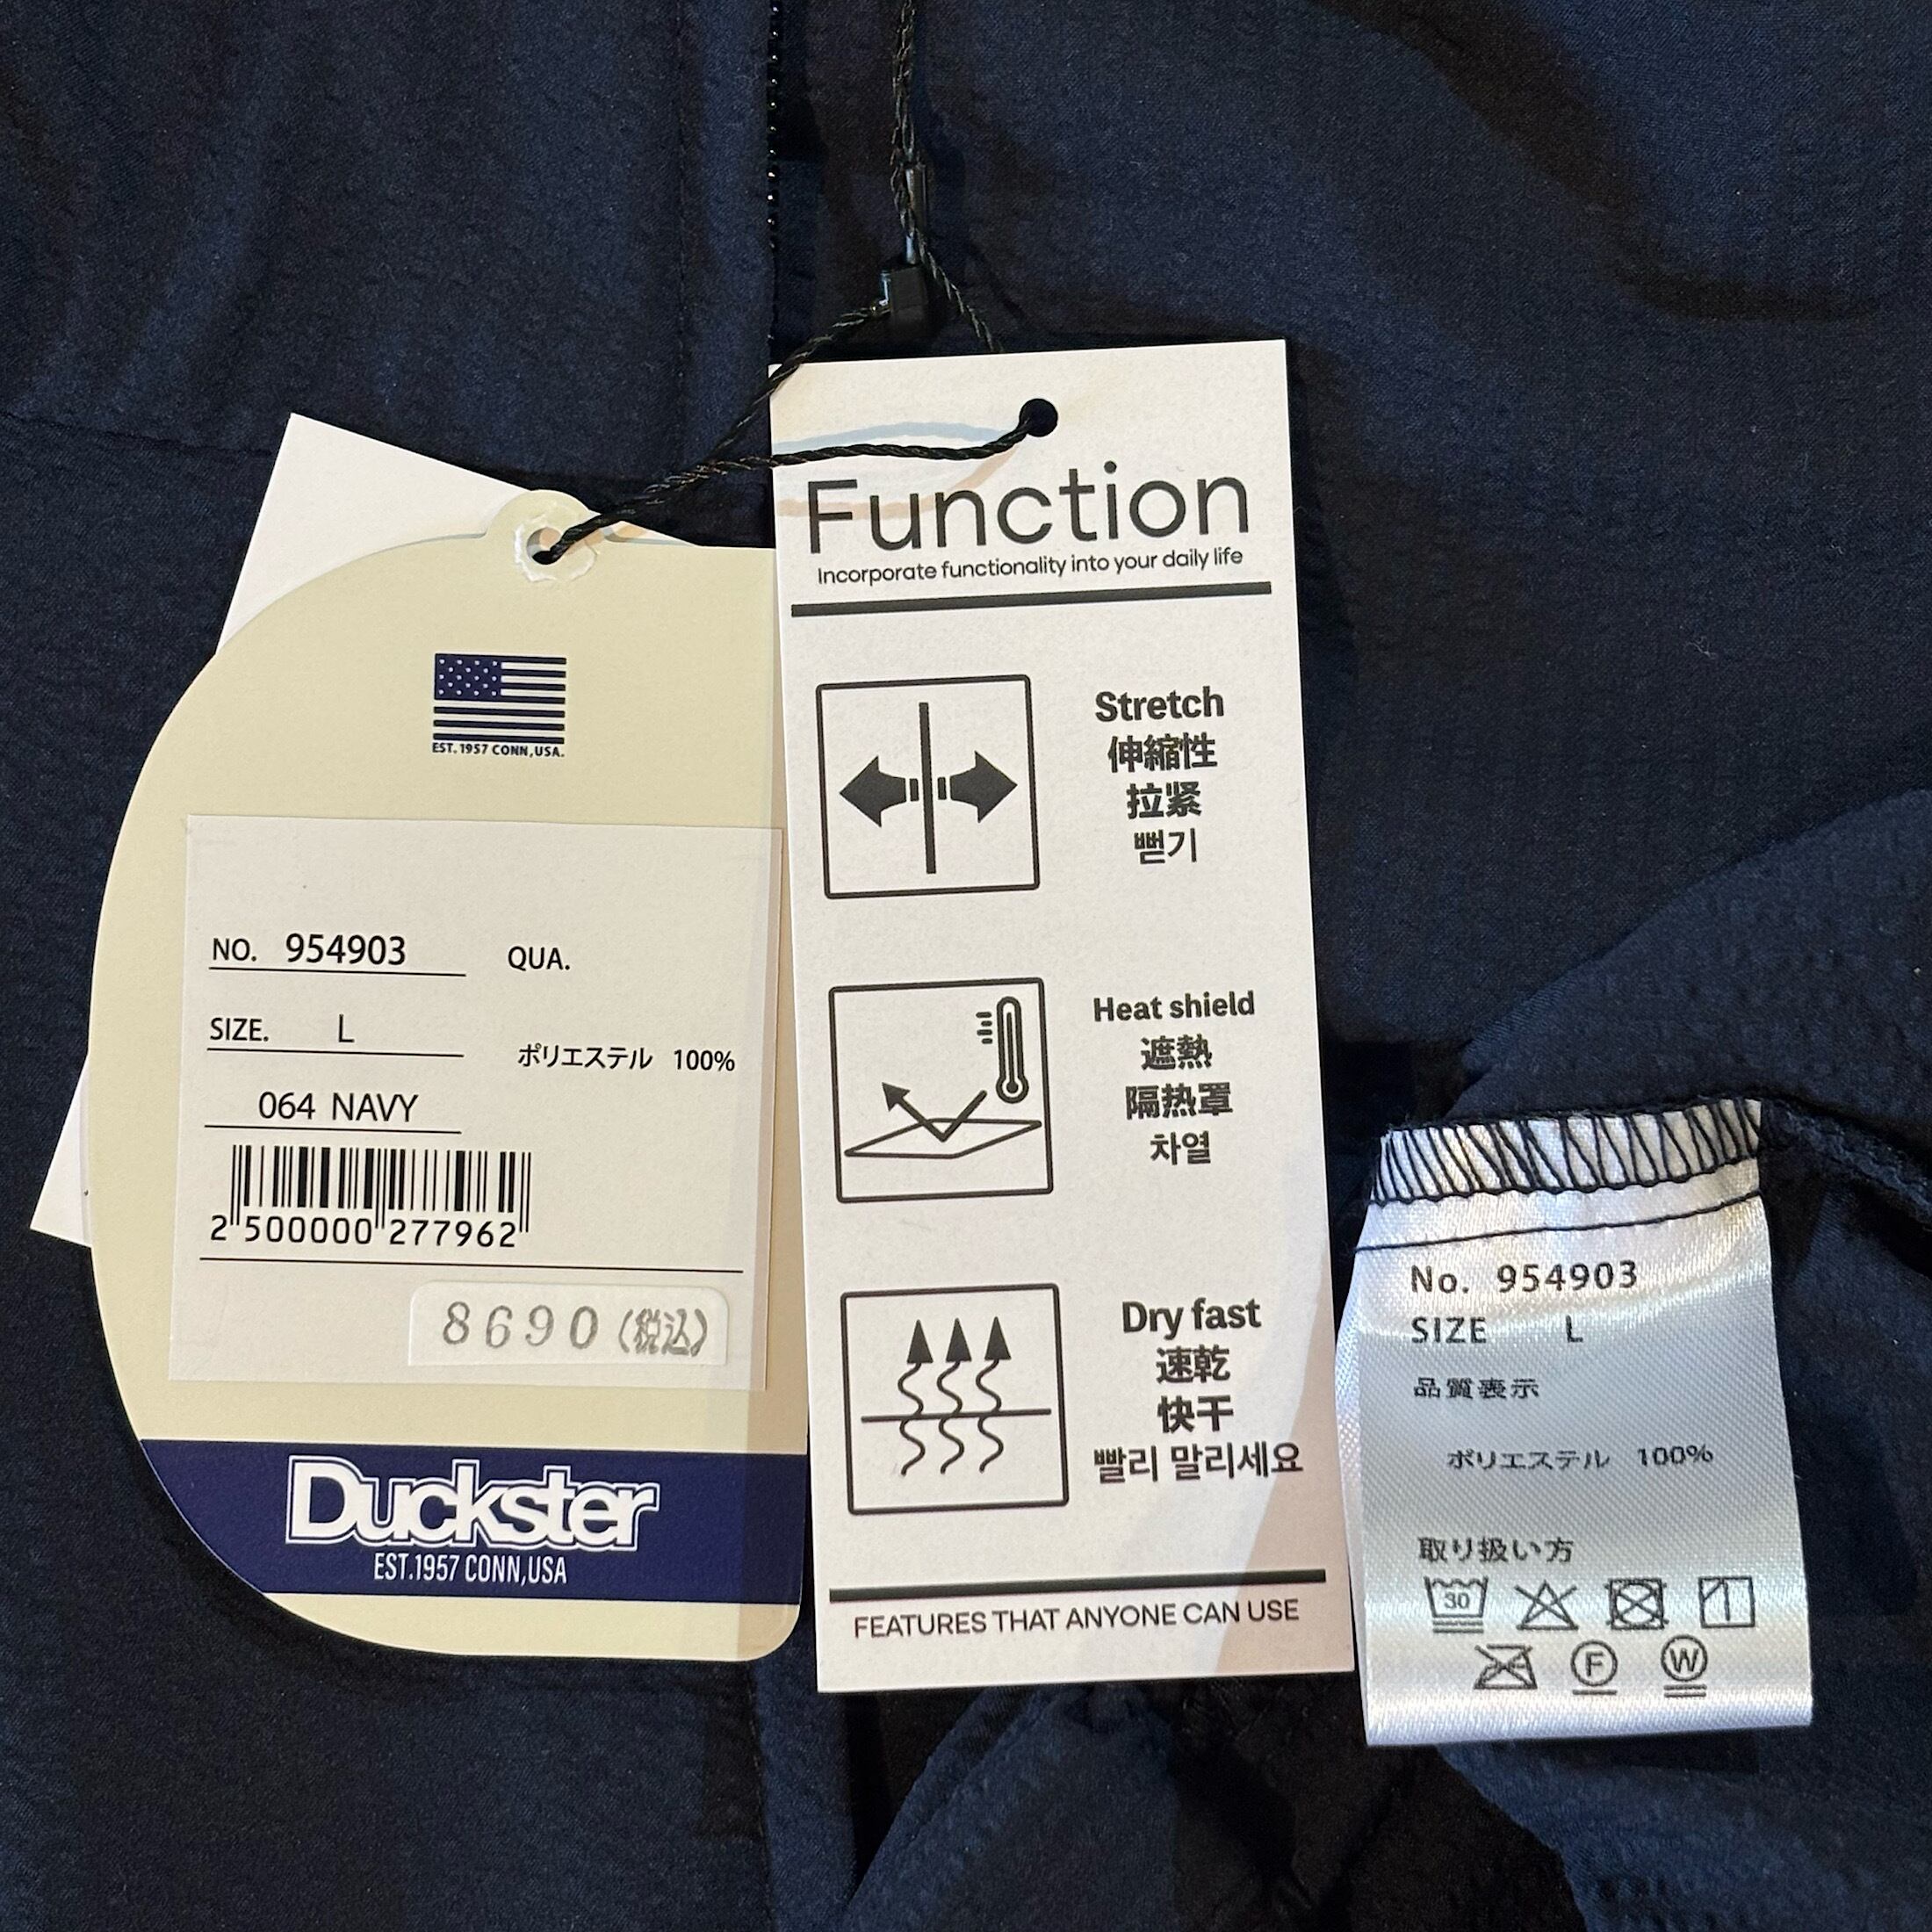 EST. 1957 CONN,USA.
NO. 954903
QUA.
SIZE. L
ポリエステル 100%
064 NAVY
2 500000 277962
8690(税込)
Duckster
EST.1957 CONN,USA
Function
Incorporate functionality into your daily life
Stretch
伸縮性
拉紧
뻗기
Heat shield
遮熱
隔热罩
차열
Dry fast
速乾
快干
빨리 말리세요
FEATURES THAT ANYONE CAN USE
No. 954903
SIZE L
品質表示
ポリエステル 100%
取り扱い方
30
F
W